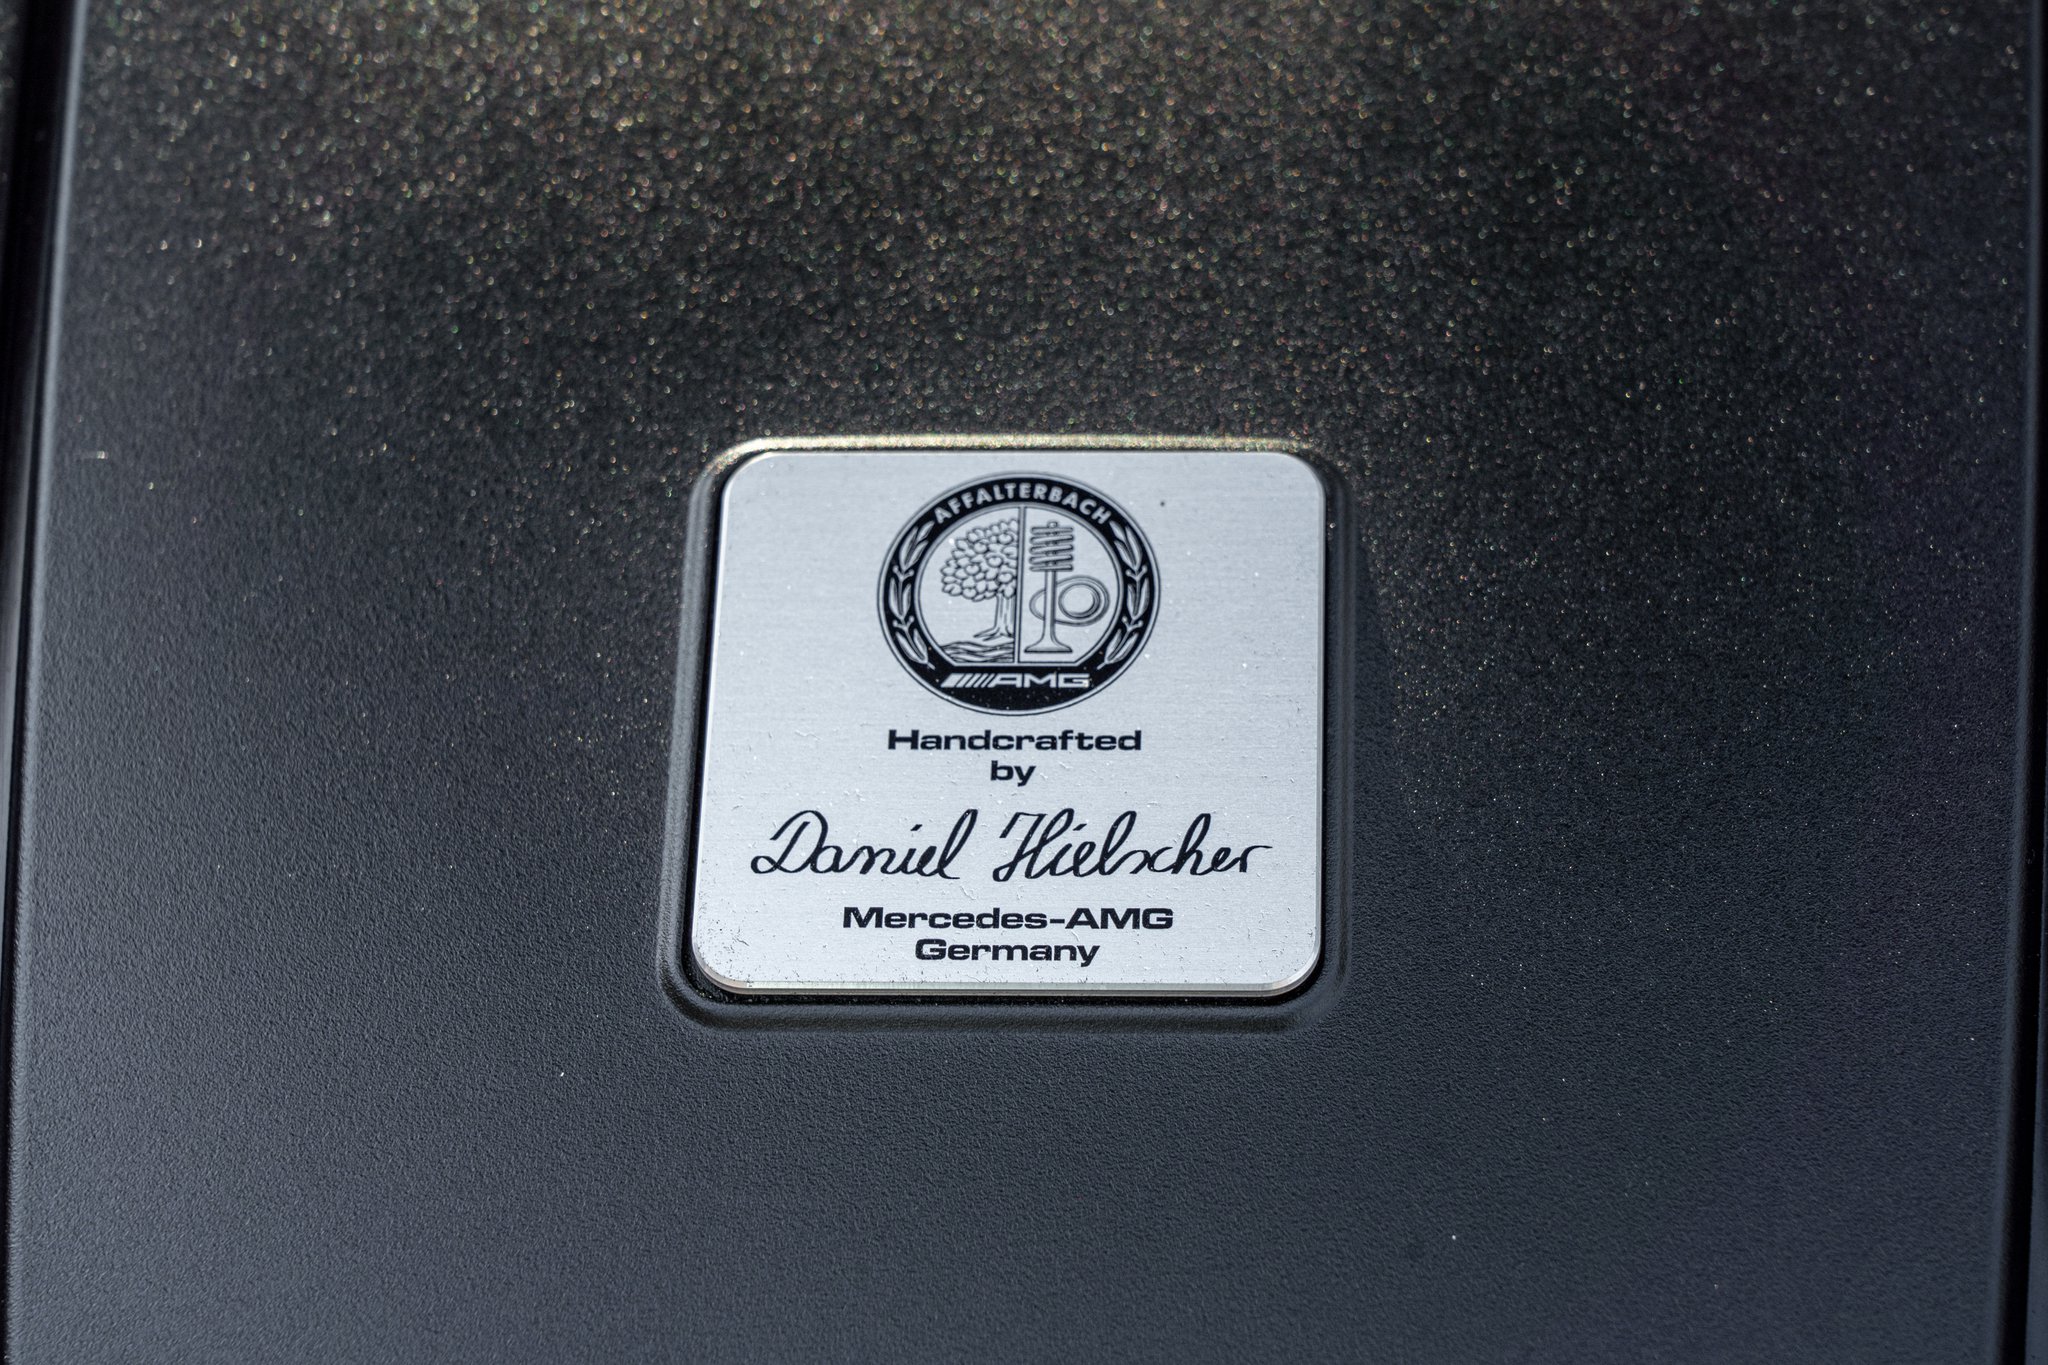 AFFALTERBACH
AMG
Handcrafted
by
Daniel Hielscher
Mercedes-AMG
Germany